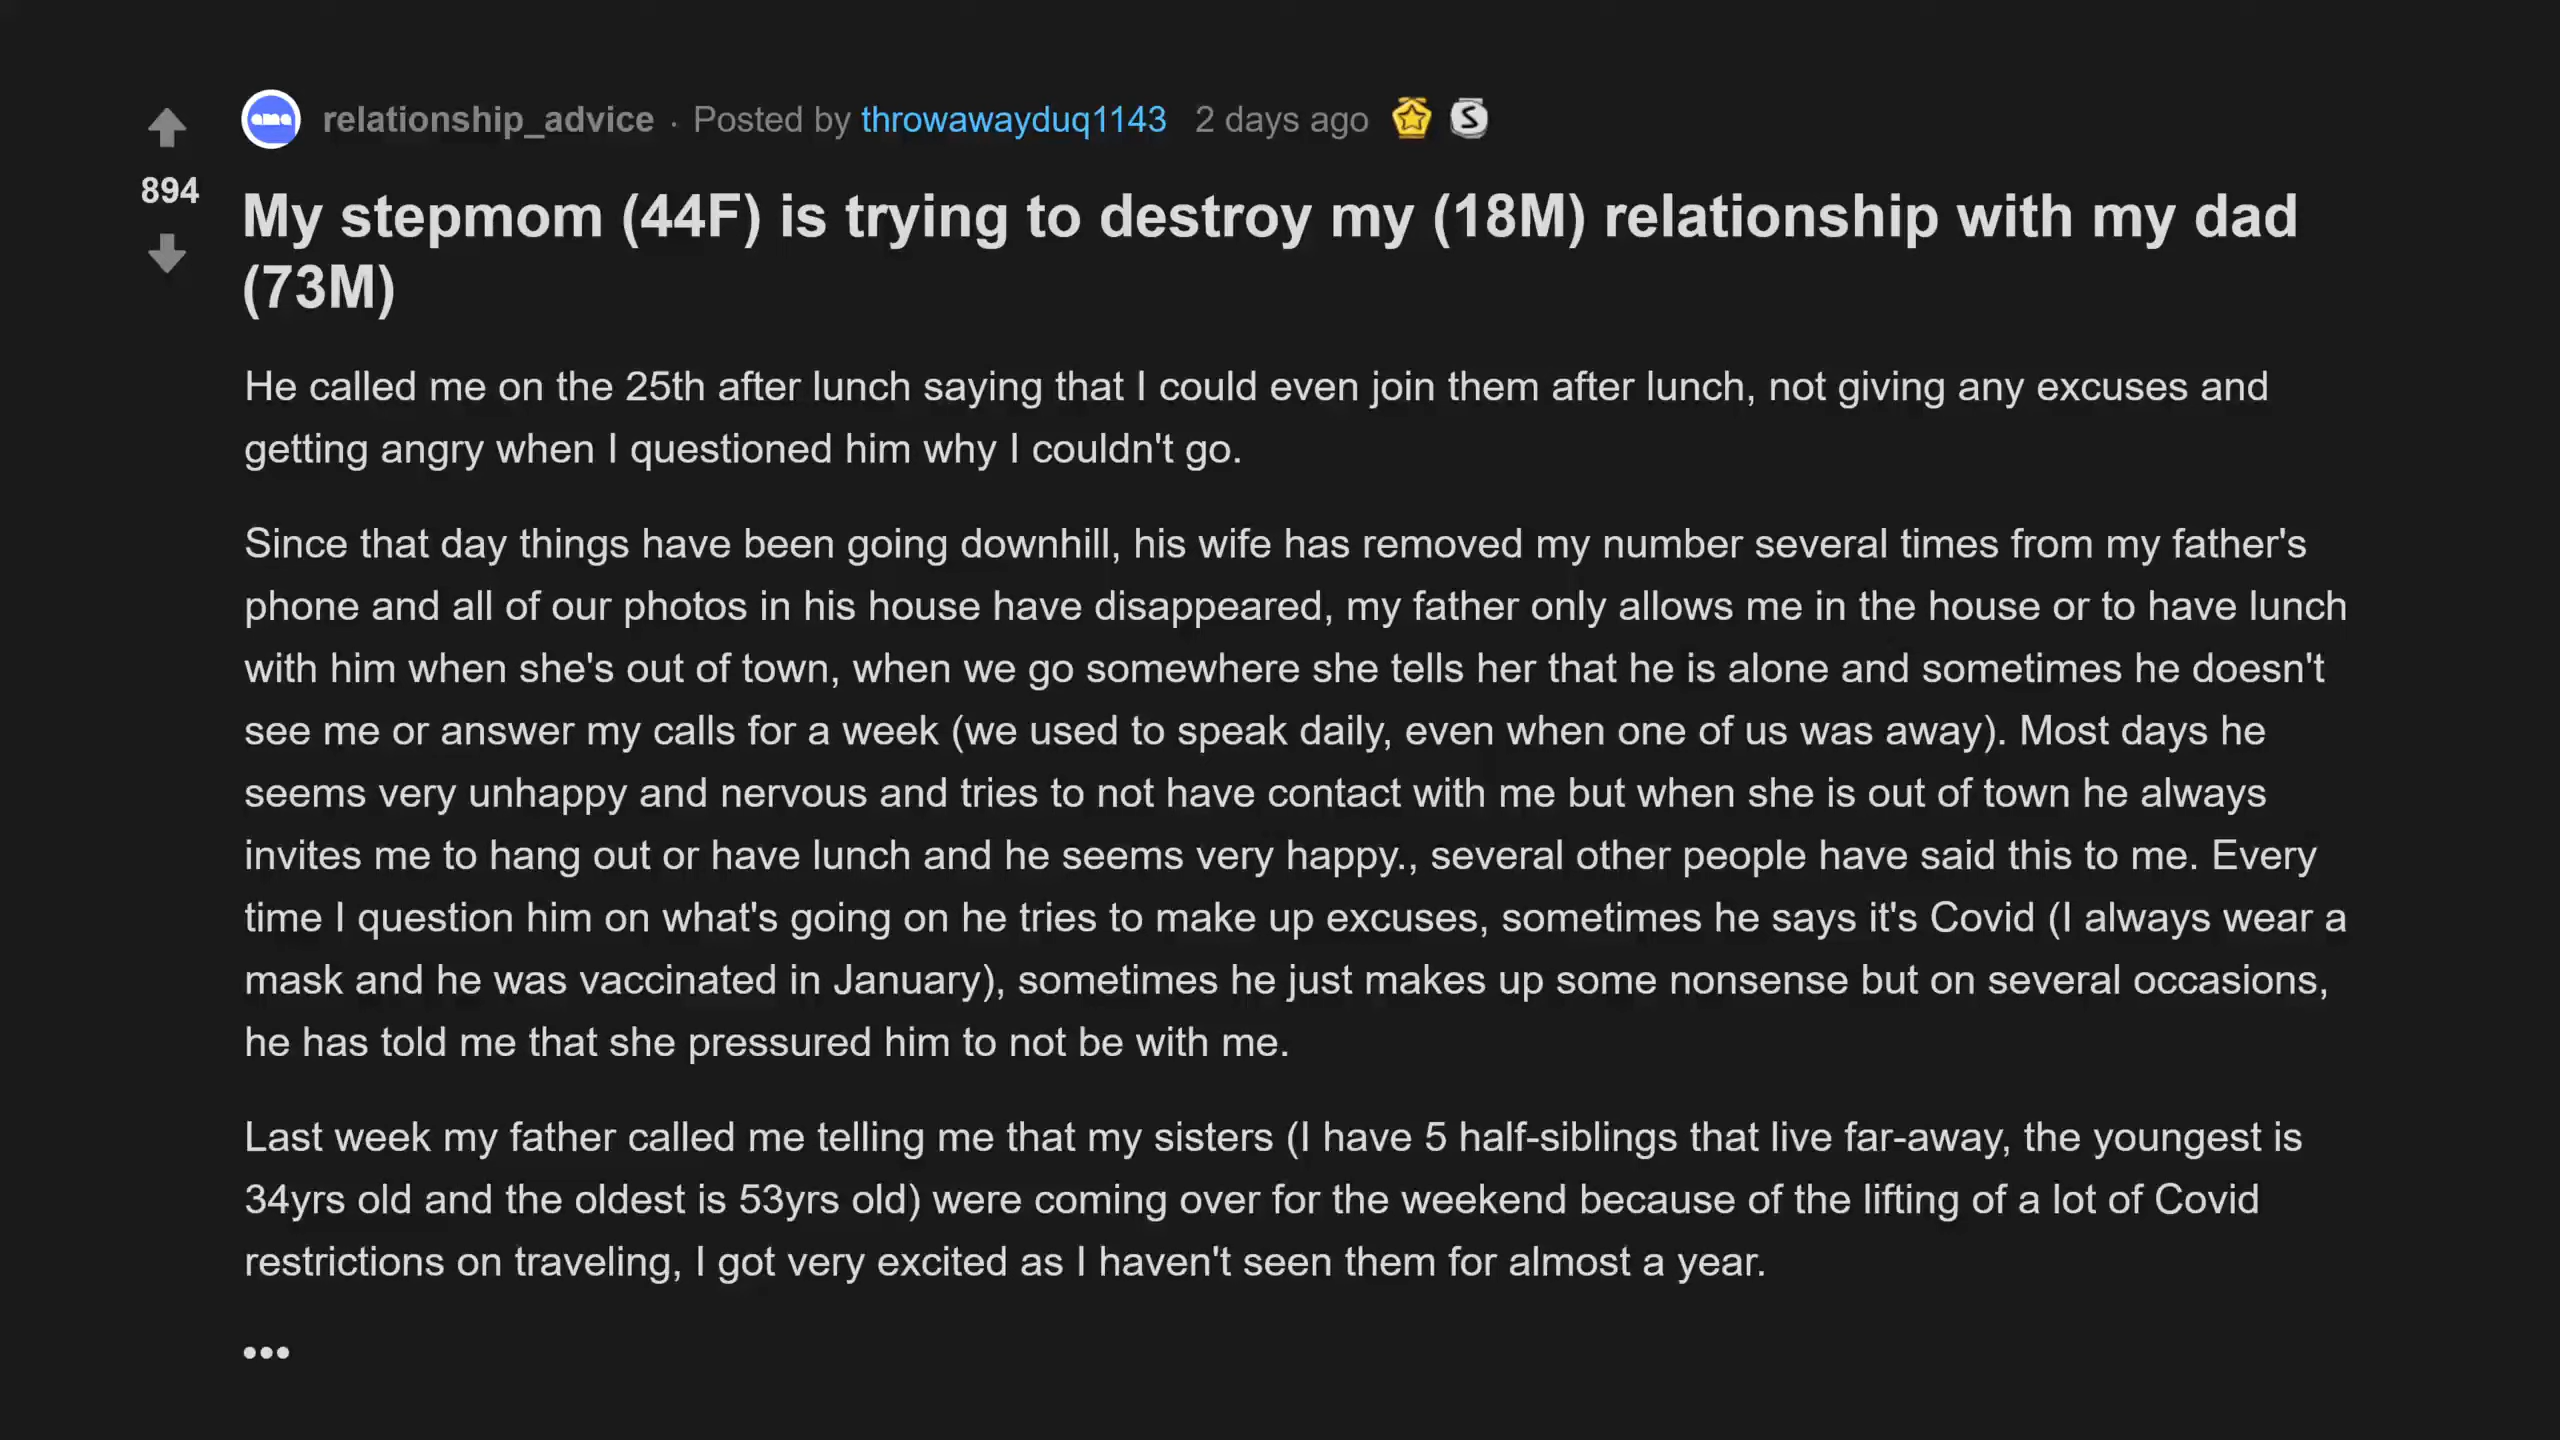 relationship_advice · Posted by throwawayduq1143 2 days ago
894
My stepmom (44F) is trying to destroy my (18M) relationship with my dad
(73M)
He called me on the 25th after lunch saying that I could even join them after lunch, not giving any excuses and
getting angry when I questioned him why I couldn't go.
Since that day things have been going downhill, his wife has removed my number several times from my father's
phone and all of our photos in his house have disappeared, my father only allows me in the house or to have lunch
with him when she's out of town, when we go somewhere she tells her that he is alone and sometimes he doesn't
see me or answer my calls for a week (we used to speak daily, even when one of us was away). Most days he
seems very unhappy and nervous and tries to not have contact with me but when she is out of town he always
invites me to hang out or have lunch and he seems very happy., several other people have said this to me. Every
time I question him on what's going on he tries to make up excuses, sometimes he says it's Covid (I always wear a
mask and he was vaccinated in January), sometimes he just makes up some nonsense but on several occasions,
he has told me that she pressured him to not be with me.
Last week my father called me telling me that my sisters (I have 5 half-siblings that live far-away, the youngest is
34yrs old and the oldest is 53yrs old) were coming over for the weekend because of the lifting of a lot of Covid
restrictions on traveling, I got very excited as I haven't seen them for almost a year.
•••